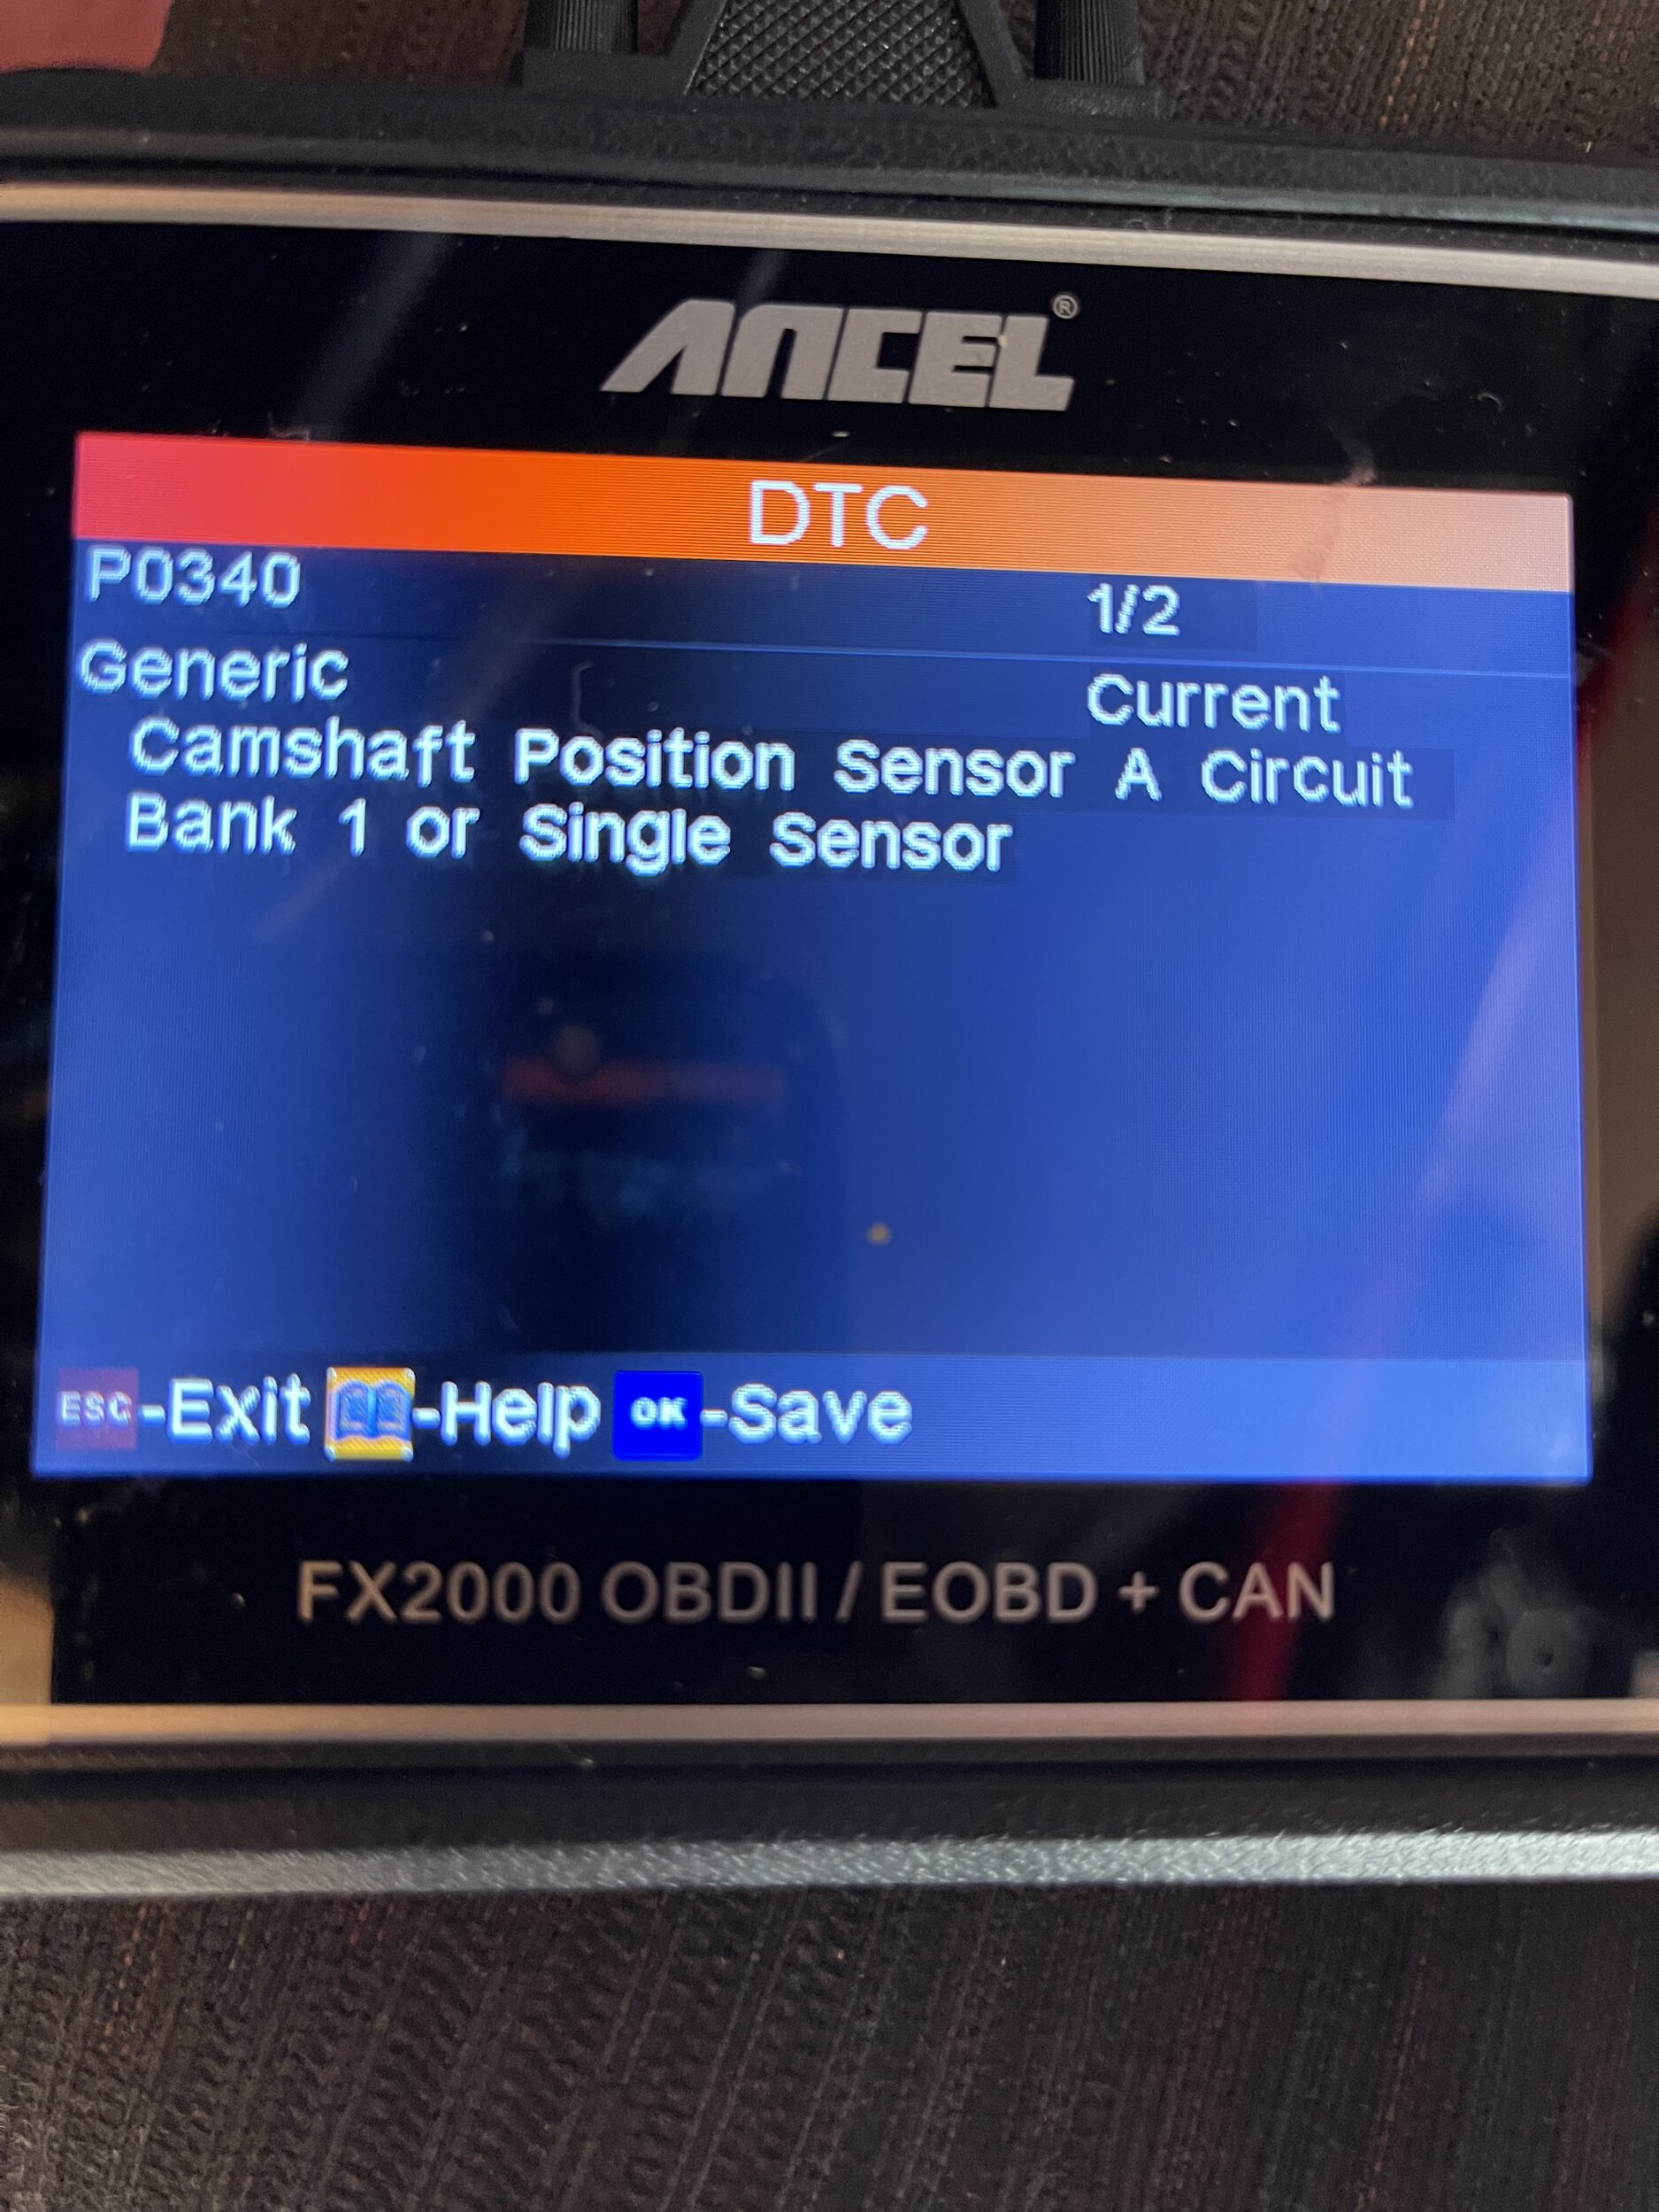 ANCEL®
DTC
P0340 1/2
Generic Current
Camshaft Position Sensor A Circuit
Bank 1 or Single Sensor
ESC-Exit -Help OK-Save
FX2000 OBDII / EOBD + CAN